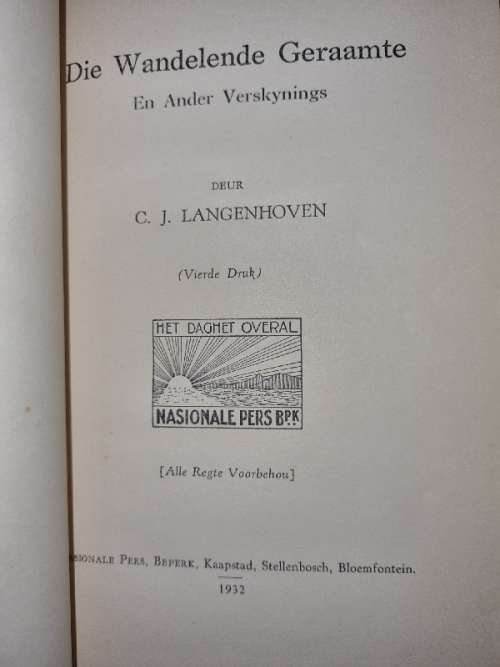 Die Wandelende Geraamte
En Ander Verskynings
DEUR
C. J. LANGENHOVEN
(Vierde Druk)
HET DAGHET OVERAL
NASIONALE PERS BPK.
[Alle Regte Voorbehou]
PERS, BEPERK, Kaapstad, Stellenbosch, Bloemfontein.
1932